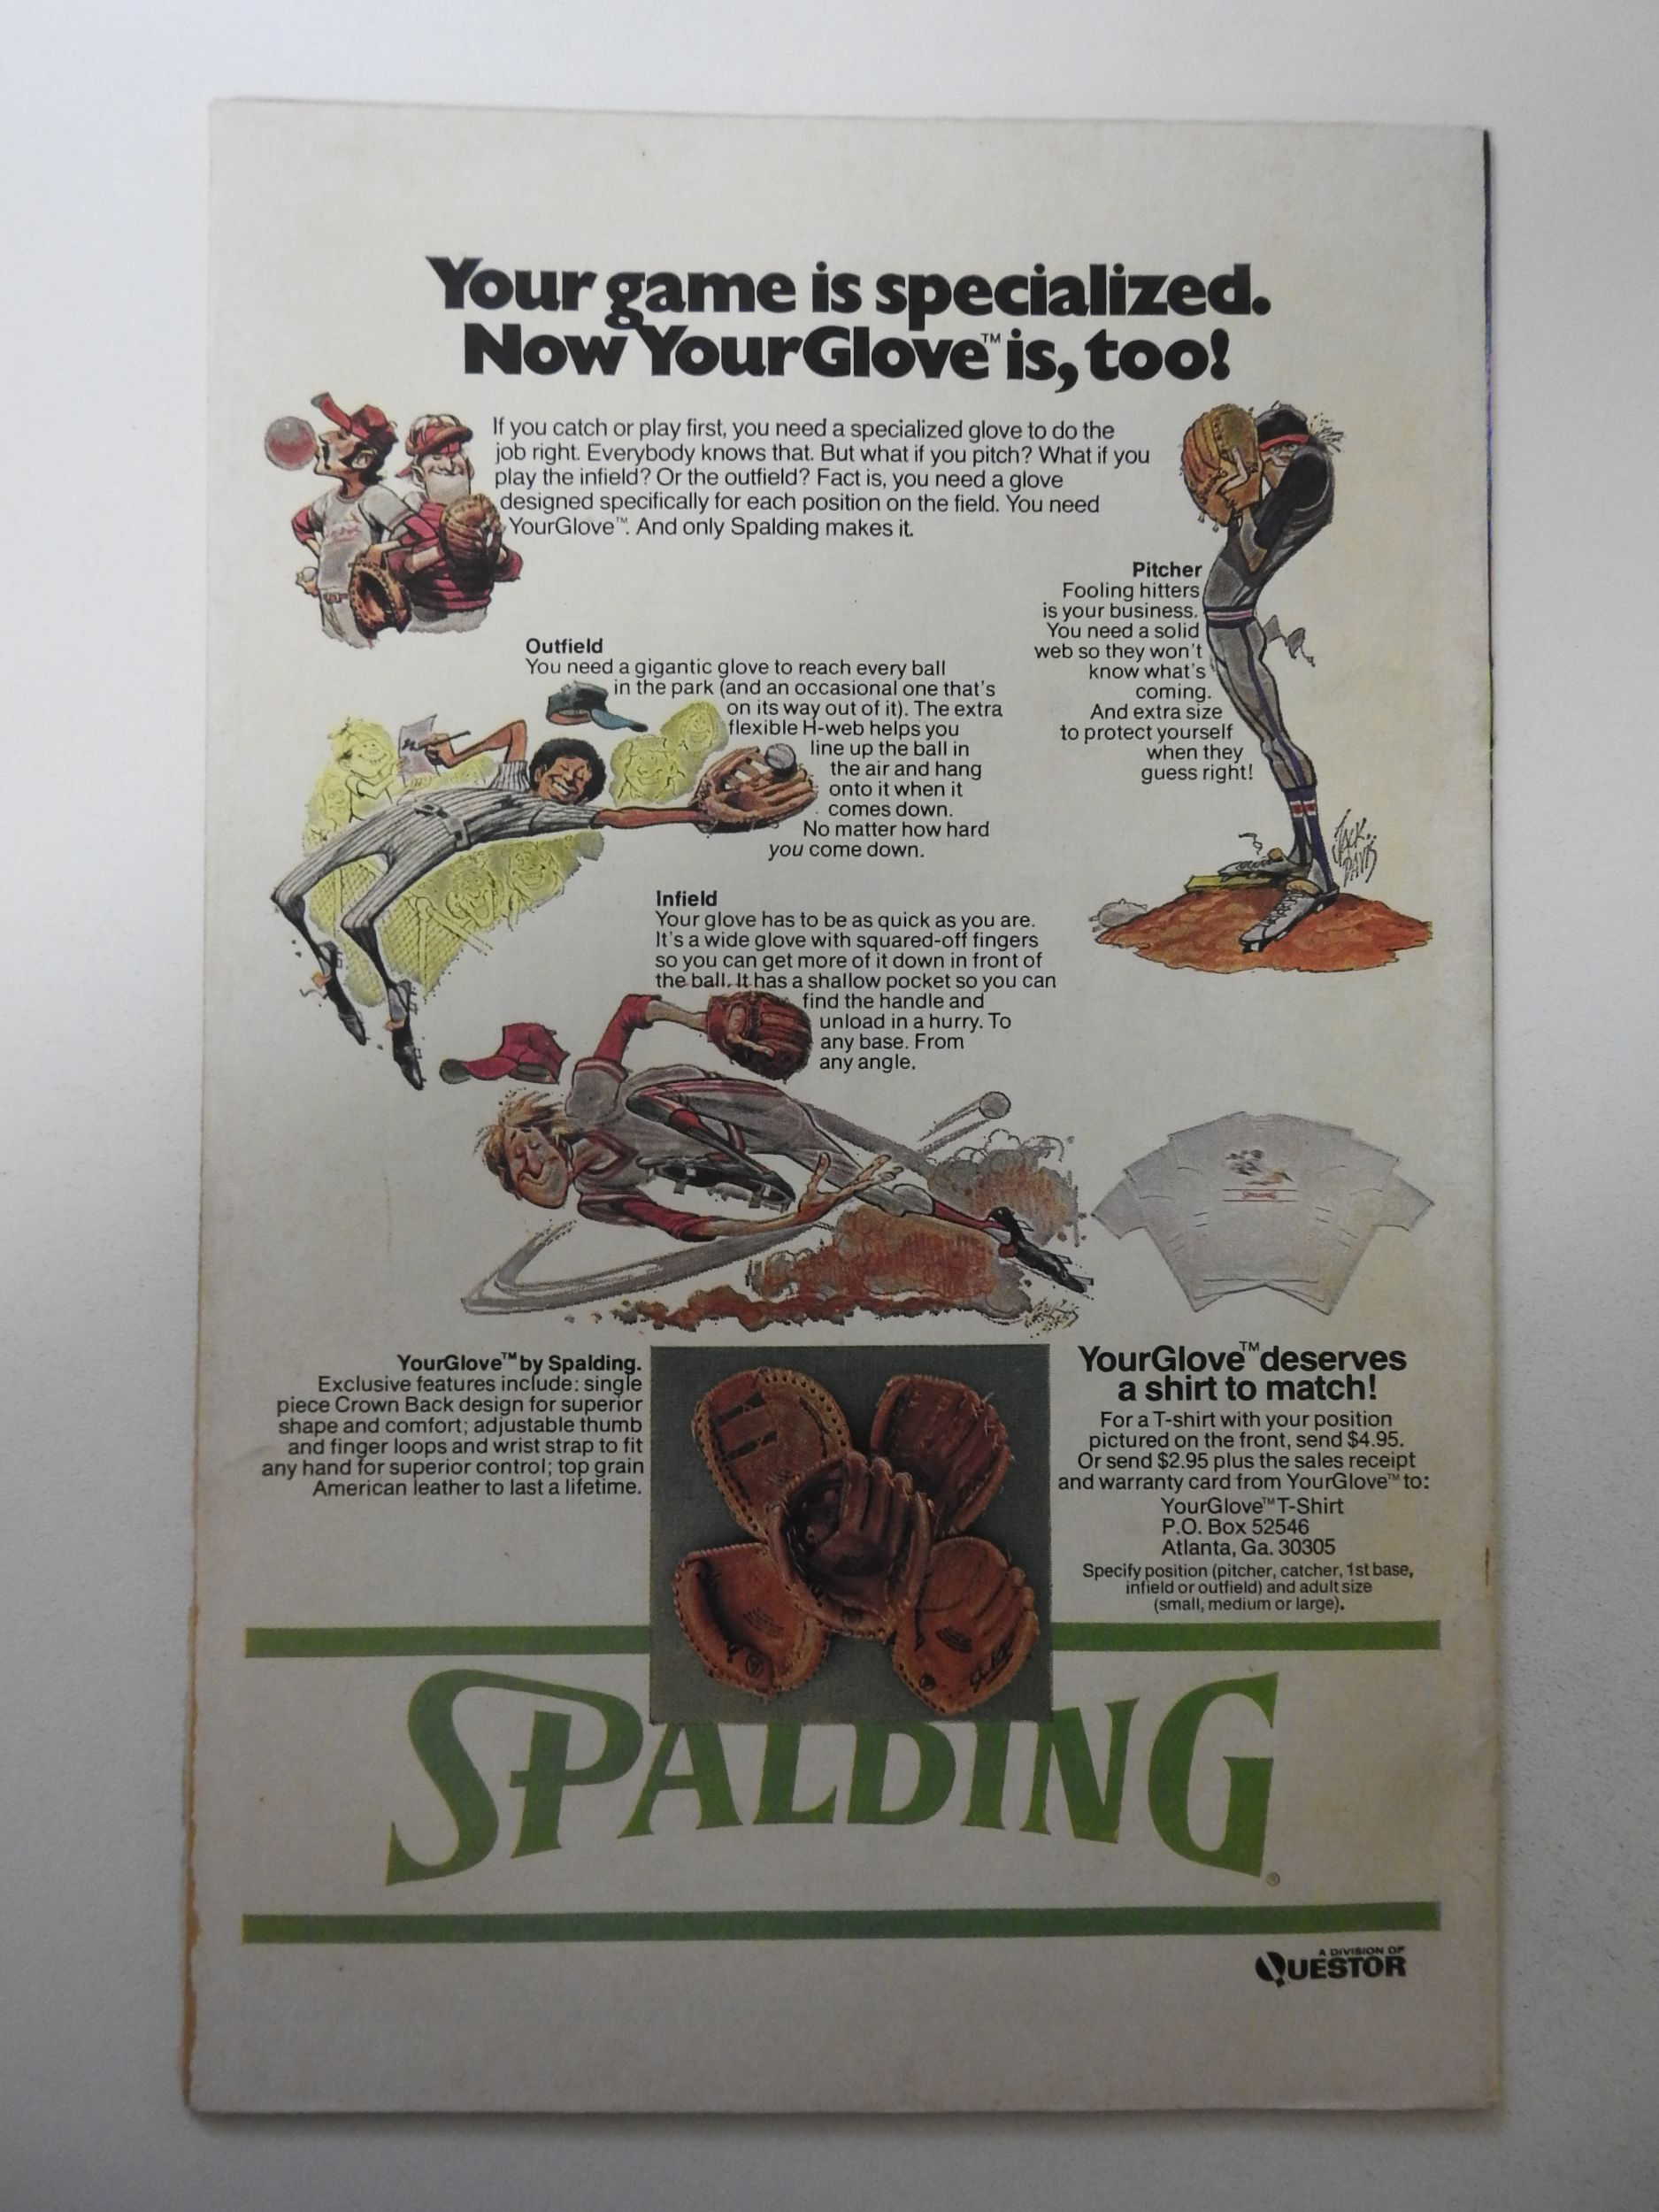 Your game is specialized.
Now YourGlove™ is, too!
If you catch or play first, you need a specialized glove to do the
job right. Everybody knows that. But what if you pitch? What if you
play the infield? Or the outfield? Fact is, you need a glove
designed specifically for each position on the field. You need
YourGlove™. And only Spalding makes it.
Pitcher
Fooling hitters
is your business.
You need a solid
web so they won't
know what's
coming.
And extra size
to protect yourself
when they
guess right!
JACK
DAVIS
Outfield
You need a gigantic glove to reach every ball
in the park (and an occasional one that's
on its way out of it). The extra
flexible H-web helps you
line up the ball in
the air and hang
onto it when it
comes down.
No matter how hard
you come down.
Infield
Your glove has to be as quick as you are.
It's a wide glove with squared-off fingers
so you can get more of it down in front of
the ball. It has a shallow pocket so you can
find the handle and
unload in a hurry. To
any base. From
any angle.
Spalding
YourGlove™ by Spalding.
Exclusive features include: single
piece Crown Back design for superior
shape and comfort; adjustable thumb
and finger loops and wrist strap to fit
any hand for superior control; top grain
American leather to last a lifetime.
YourGlove™ deserves
a shirt to match!
For a T-shirt with your position
pictured on the front, send $4.95.
Or send $2.95 plus the sales receipt
and warranty card from YourGlove™ to:
YourGlove™ T-Shirt
P.O. Box 52546
Atlanta, Ga. 30305
Specify position (pitcher, catcher, 1st base,
infield or outfield) and adult size
(small, medium or large).
SPALDING®
A DIVISION OF
QUESTOR